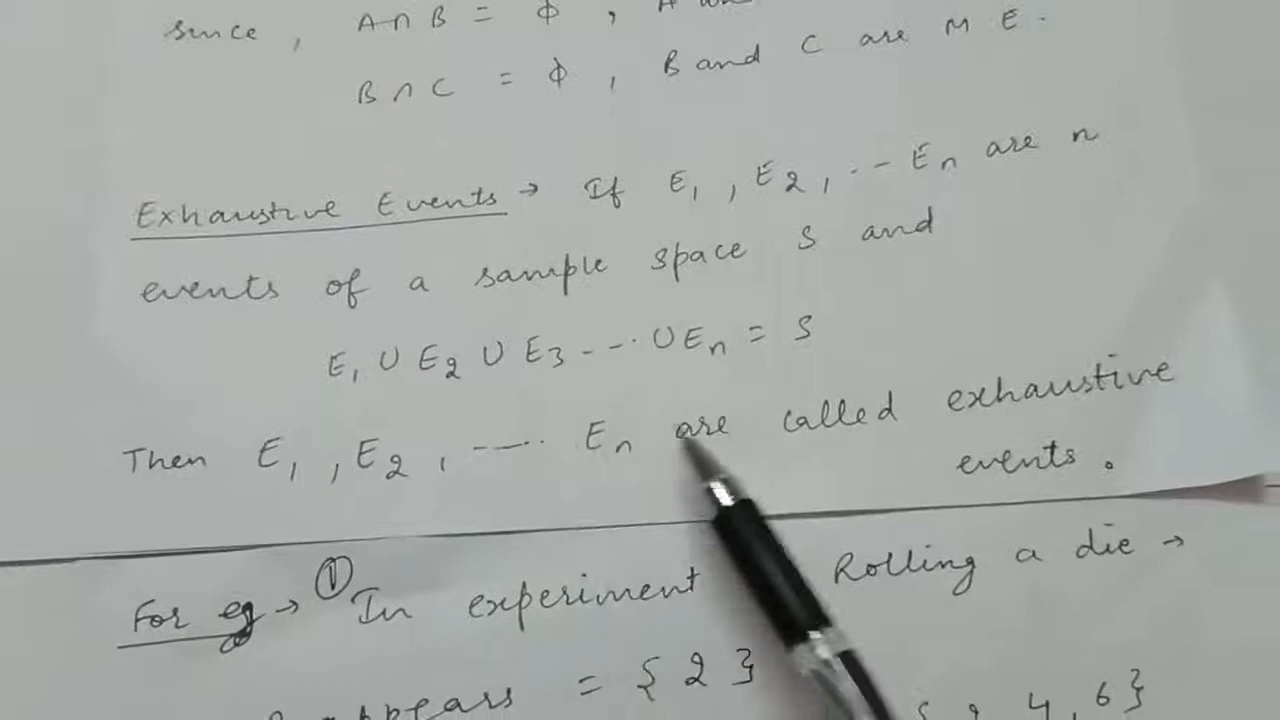 since, A∩B = ϕ, A
B∩C = ϕ, B and C are M E.
Exhaustive Events → If E1, E2, ... En are n
events of a sample space S and
E1 ∪ E2 ∪ E3 --... ∪ En = S
Then E1, E2, ---... En are called exhaustive
events.
For eg → ① In experiment Rolling a die →
= {2}
4, 6}